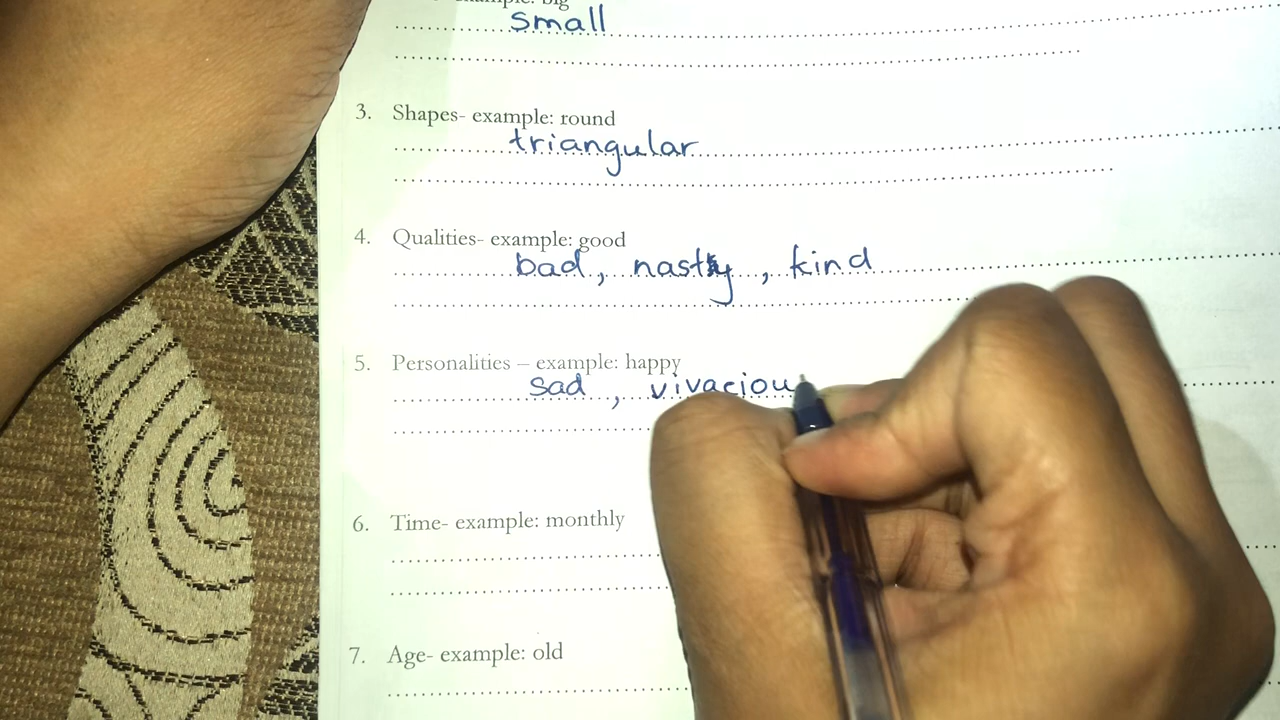 small
3. Shapes- example: round
triangular
4. Qualities- example: good
bad, nasty, kind
5. Personalities – example: happy
sad, vivaciou
6. Time- example: monthly
7. Age- example: old